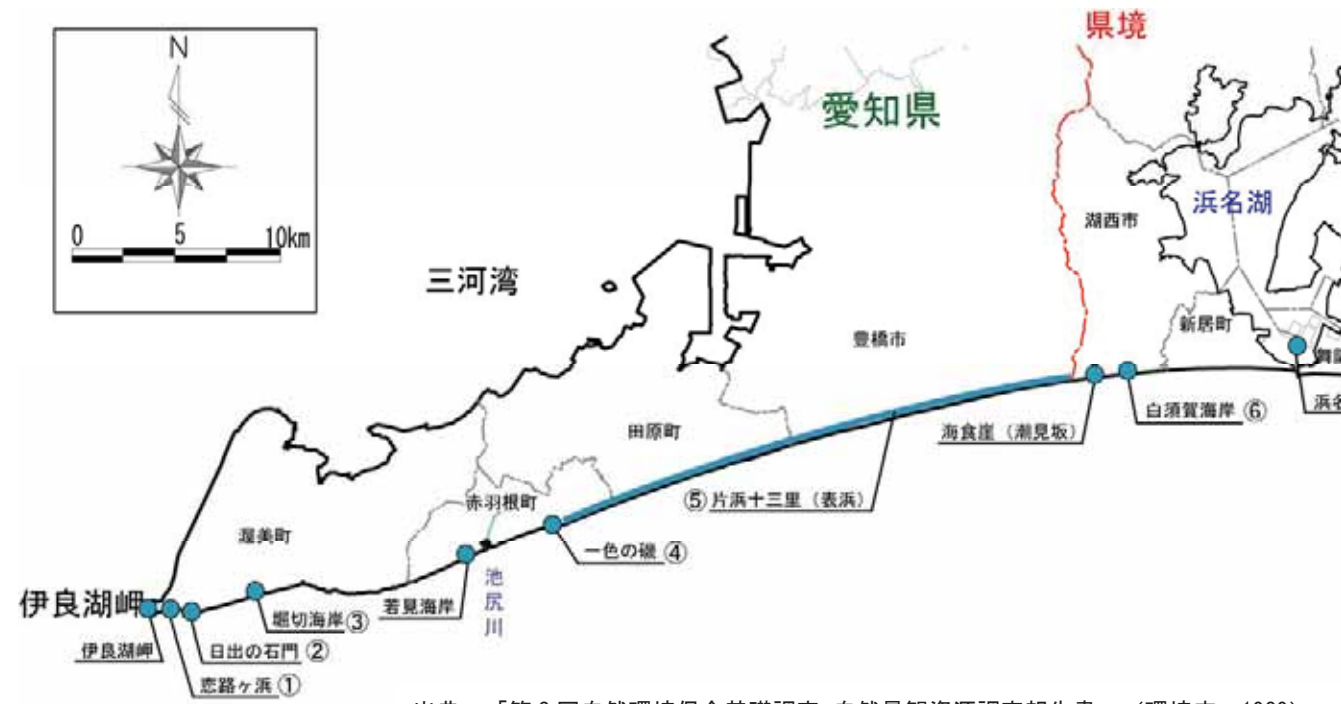 県境
N
愛知県
浜名湖
湖西市
0 5 10km
三河湾
新居町
豊橋市
白須賀海岸 ⑥
海食崖（潮見坂）
田原町
⑤ 片浜十三里（表浜）
赤羽根町
一色の磯 ④
渥美町
池尻川
若見海岸
伊良湖岬
堀切海岸 ③
伊良湖岬
日出の石門 ②
恋路ヶ浜 ①